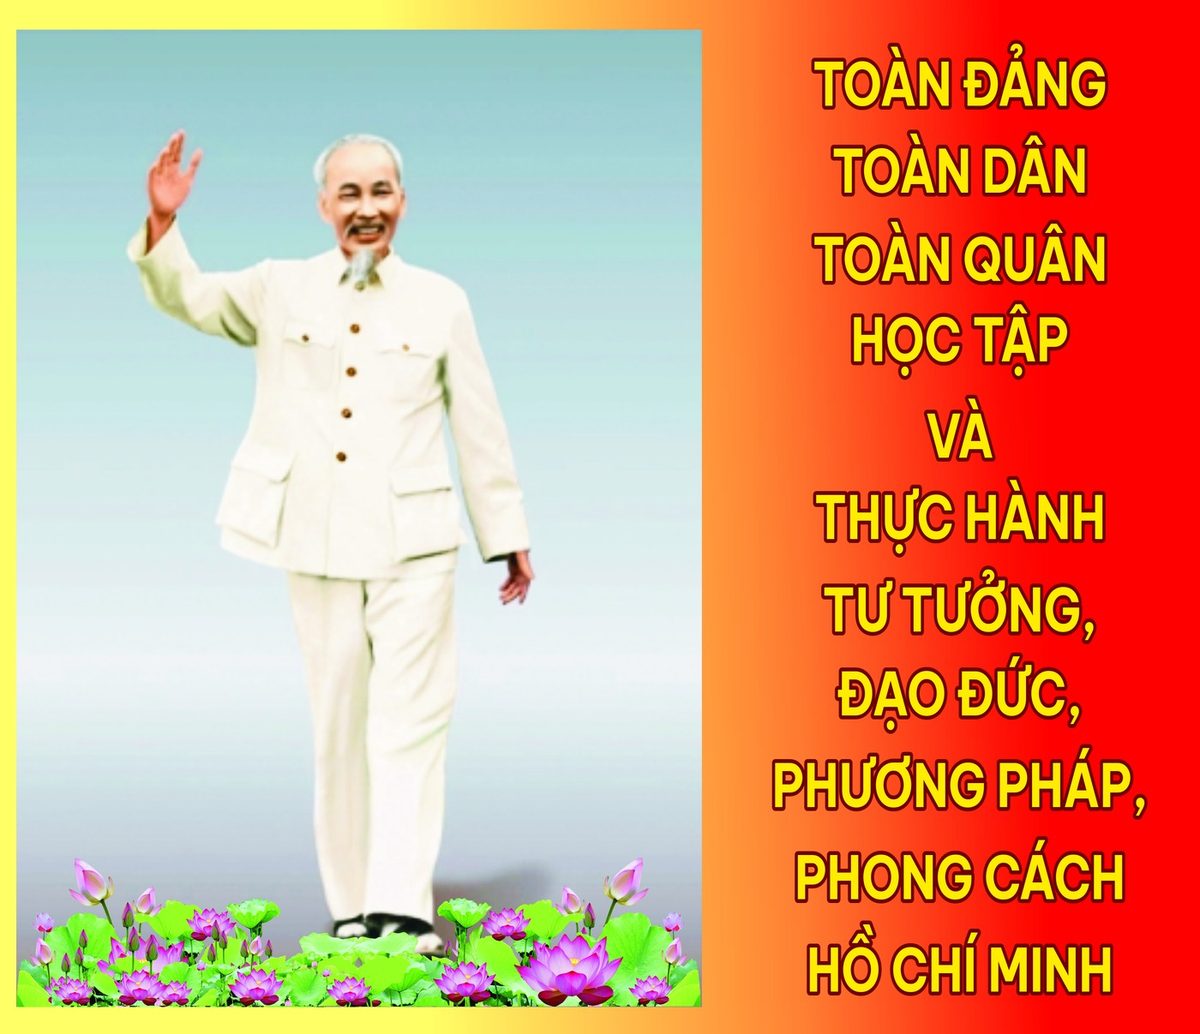 TOÀN ĐẢNG
TOÀN DÂN
TOÀN QUÂN
HỌC TẬP
VÀ
THỰC HÀNH
TƯ TƯỞNG,
ĐẠO ĐỨC,
PHƯƠNG PHÁP,
PHONG CÁCH
HỒ CHÍ MINH